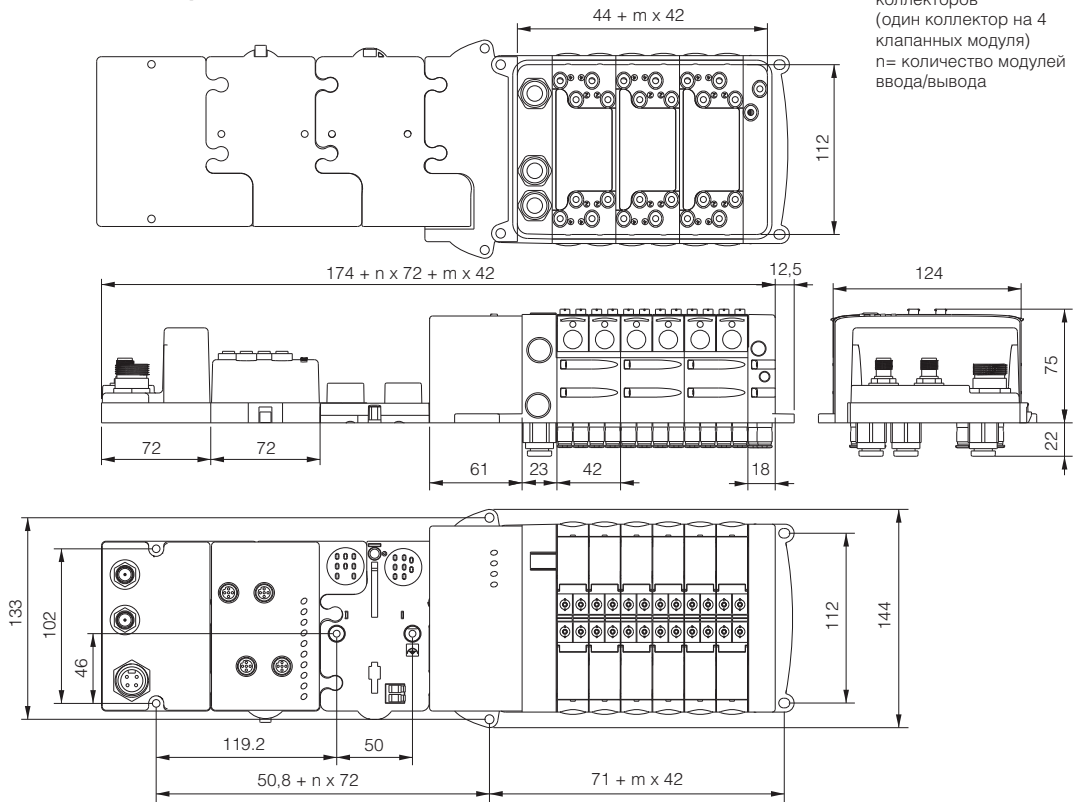 коллекторов
(один коллектор на 4
клапанных модуля)
n= количество модулей
ввода/вывода
44 + m x 42
112
174 + n x 72 + m x 42
12,5
124
75
22
72
72
61
23
42
18
133
102
46
112
144
119.2
50
50,8 + n x 72
71 + m x 42